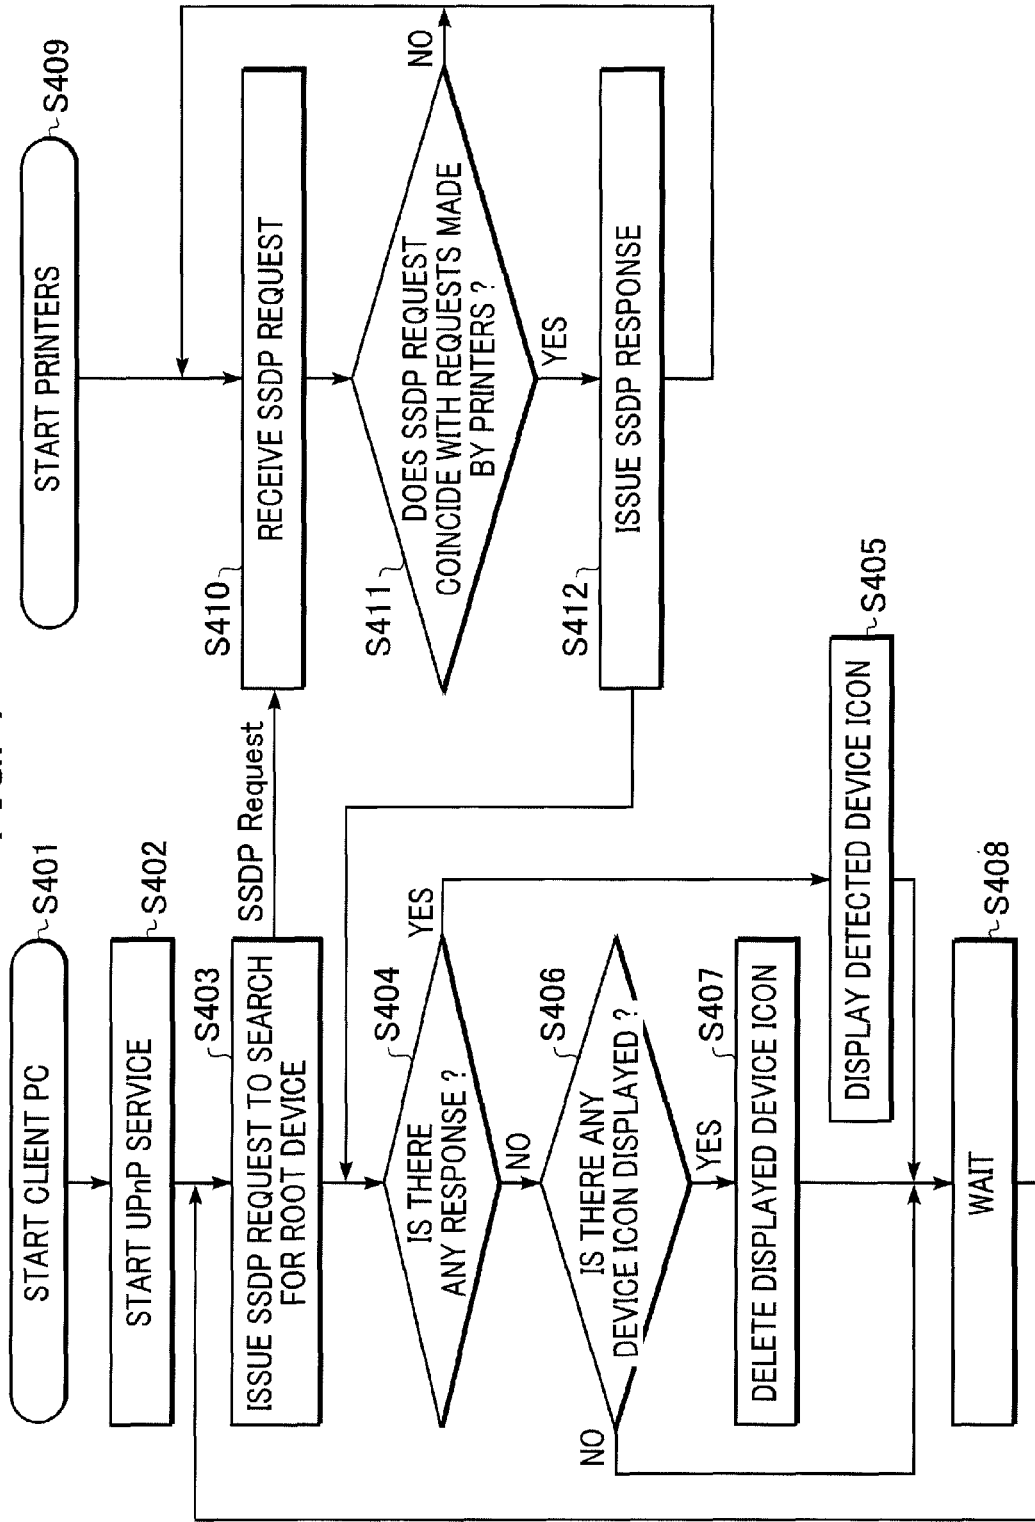 START CLIENT PC
S401
START UPnP SERVICE
S402
ISSUE SSDP REQUEST TO SEARCH
FOR ROOT DEVICE
S403
SSDP Request
IS THERE
ANY RESPONSE ?
S404
YES
NO
IS THERE ANY
DEVICE ICON DISPLAYED ?
S406
NO
YES
DELETE DISPLAYED DEVICE ICON
S407
DISPLAY DETECTED DEVICE ICON
S405
WAIT
S408
START PRINTERS
S409
RECEIVE SSDP REQUEST
S410
DOES SSDP REQUEST
COINCIDE WITH REQUESTS MADE
BY PRINTERS ?
S411
NO
YES
ISSUE SSDP RESPONSE
S412